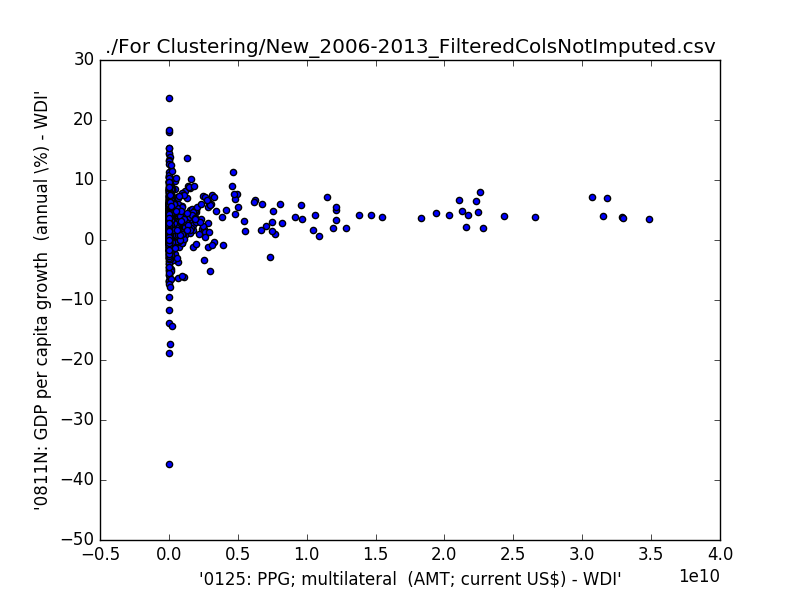 ./For Clustering/New_2006-2013_FilteredColsNotImputed.csv
30
20
10
0
−10
−20
−30
−40
−50
'0811N: GDP per capita growth  (annual \%) - WDI'
−0.5 0.0 0.5 1.0 1.5 2.0 2.5 3.0 3.5 4.0
1e10
'0125: PPG; multilateral  (AMT; current US$) - WDI'